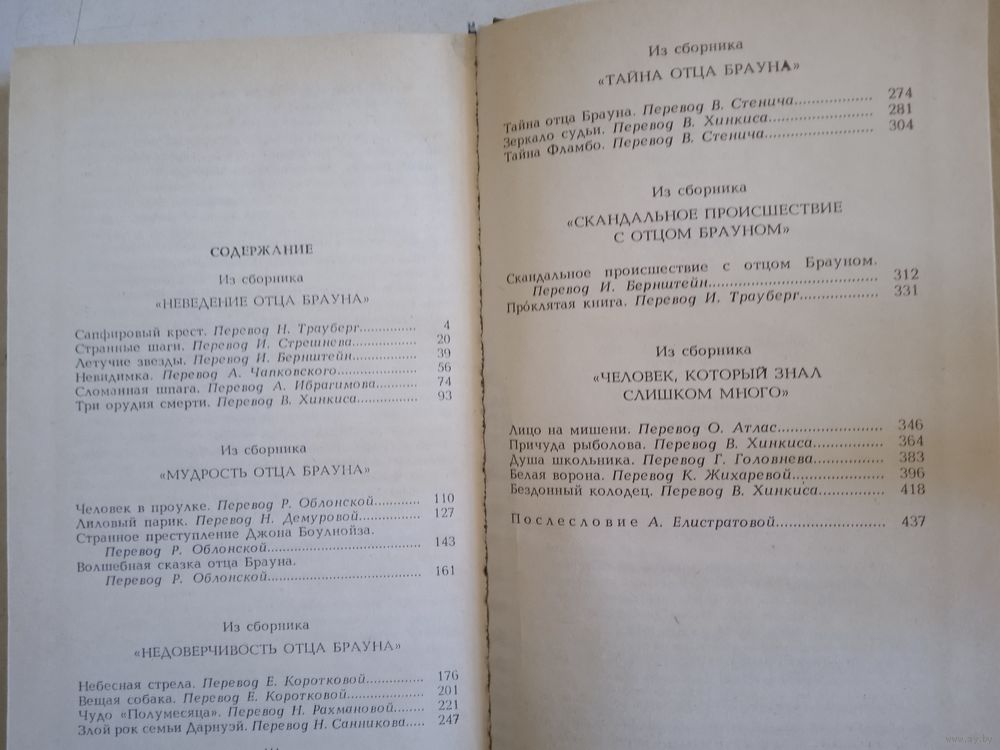 СОДЕРЖАНИЕ
Из сборника
«НЕВЕДЕНИЕ ОТЦА БРАУНА»
Сапфировый крест. Перевод Н. Трауберг............... 4
Странные шаги. Перевод И. Стрешнева............... 20
Летучие звезды. Перевод И. Бернштейн............... 39
Невидимка. Перевод А. Чапковского............... 56
Сломанная шпага. Перевод А. Ибрагимова............... 74
Три орудия смерти. Перевод В. Хинкиса............... 93
Из сборника
«МУДРОСТЬ ОТЦА БРАУНА»
Человек в проулке. Перевод Р. Облонской............... 110
Лиловый парик. Перевод Н. Демуровой............... 127
Странное преступление Джона Боулнойза.
Перевод Р. Облонской............... 143
Волшебная сказка отца Брауна.
Перевод Р. Облонской............... 161
Из сборника
«НЕДОВЕРЧИВОСТЬ ОТЦА БРАУНА»
Небесная стрела. Перевод Е. Коротковой............... 176
Вещая собака. Перевод Е. Коротковой............... 201
Чудо «Полумесяца». Перевод Н. Рахмановой............... 221
Злой рок семьи Дарнуэй. Перевод Н. Санникова............... 247
Из сборника
«ТАЙНА ОТЦА БРАУНА»
Тайна отца Брауна. Перевод В. Стенича............... 274
Зеркало судьи. Перевод В. Хинкиса............... 281
Тайна Фламбо. Перевод В. Стенича............... 304
Из сборника
«СКАНДАЛЬНОЕ ПРОИСШЕСТВИЕ
С ОТЦОМ БРАУНОМ»
Скандальное происшествие с отцом Брауном.
Перевод И. Бернштейн............... 312
Проклятая книга. Перевод И. Трауберг............... 331
Из сборника
«ЧЕЛОВЕК, КОТОРЫЙ ЗНАЛ
СЛИШКОМ МНОГО»
Лицо на мишени. Перевод О. Атлас............... 346
Причуда рыболова. Перевод В. Хинкиса............... 364
Душа школьника. Перевод Г. Головнева............... 383
Белая ворона. Перевод К. Жихаревой............... 396
Бездонный колодец. Перевод В. Хинкиса............... 418
Послесловие А. Елистратовой............... 437
www.ay.by